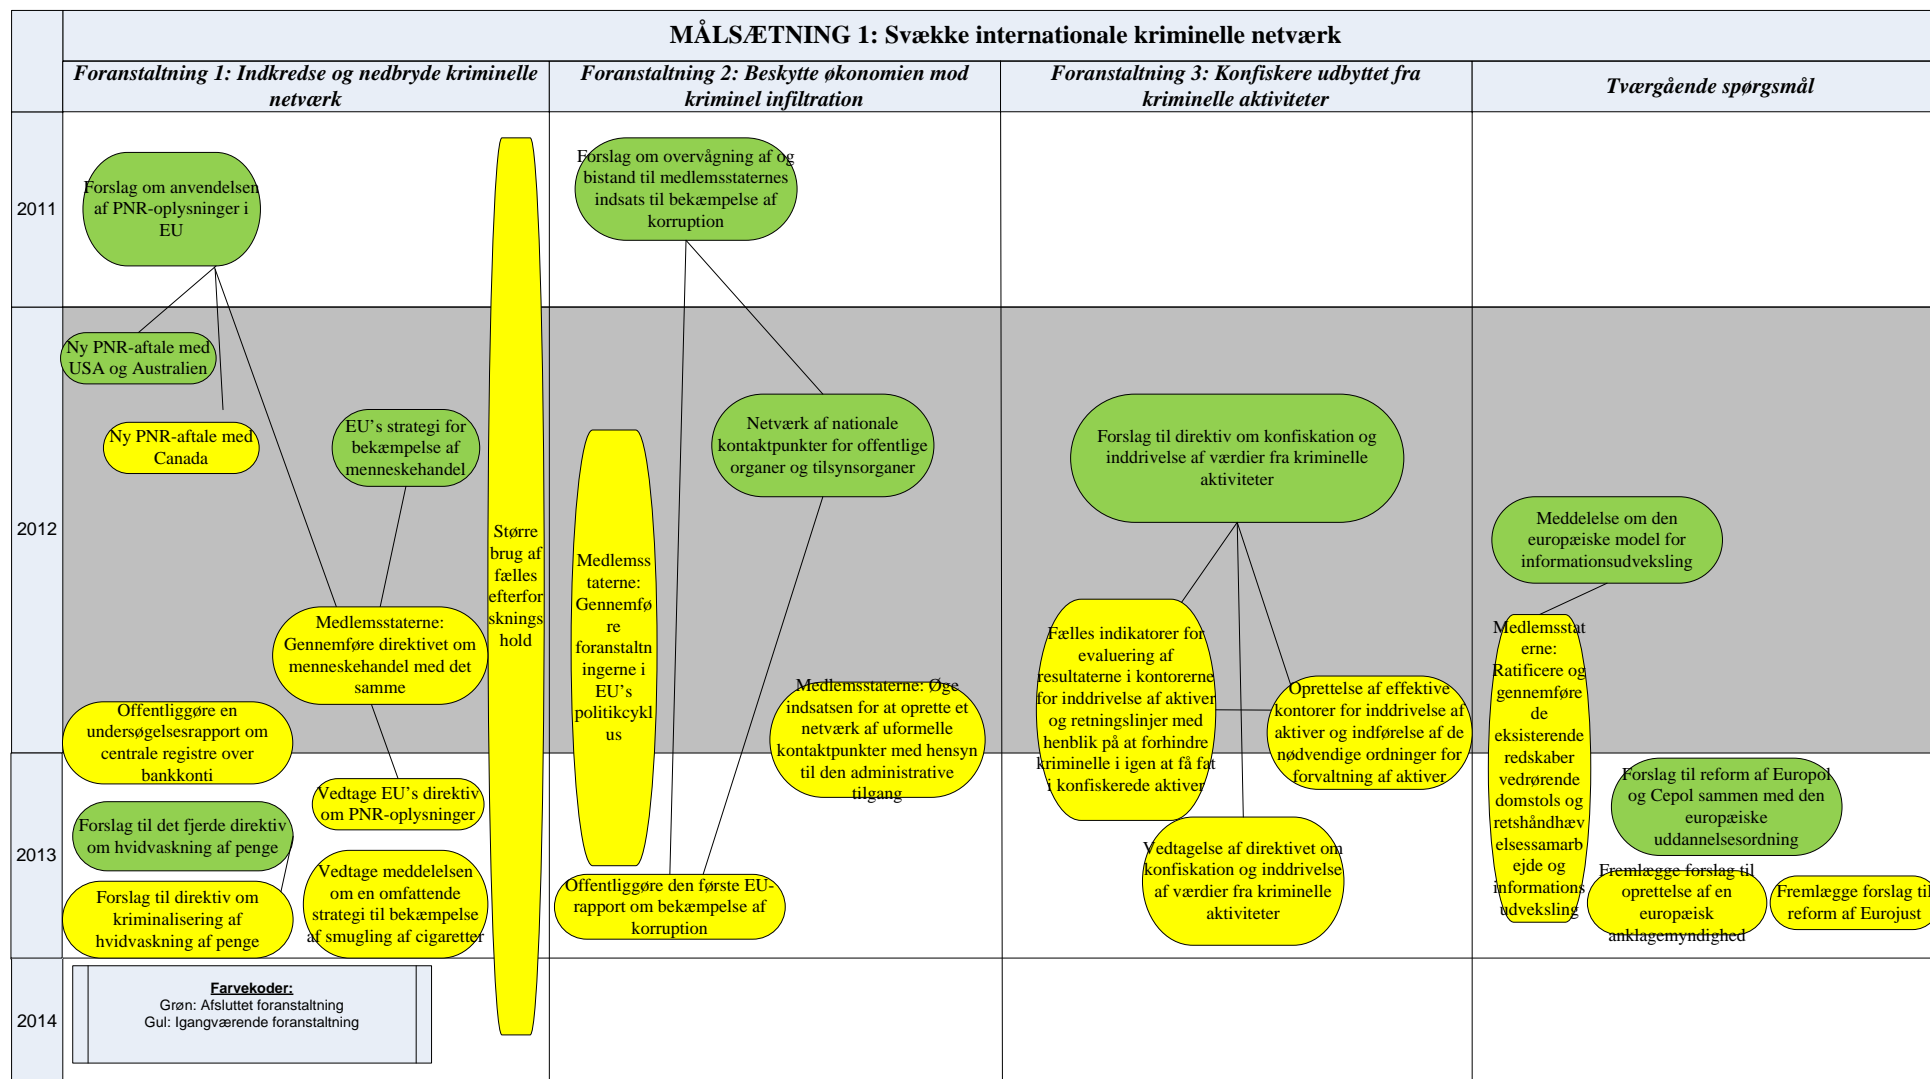 MÅLSÆTNING 1: Svække internationale kriminelle netværk
Foranstaltning 1: Indkredse og nedbryde kriminelle
netværk
Foranstaltning 2: Beskytte økonomien mod
kriminel infiltration
Foranstaltning 3: Konfiskere udbyttet fra
kriminelle aktiviteter
Tværgående spørgsmål
2011
Forslag om anvendelsen
af PNR-oplysninger i
EU
Forslag om overvågning af og
bistand til medlemsstaternes
indsats til bekæmpelse af
korruption
2012
Ny PNR-aftale med
USA og Australien
Ny PNR-aftale med
Canada
EU's strategi for
bekæmpelse af
menneskehandel
Medlemsstaterne:
Gennemføre direktivet om
menneskehandel med det
samme
Offentliggøre en
undersøgelsesrapport om
centrale registre over
bankkonti
Større
brug af
fælles
efterfor
sknings
hold
Medlemss
taterne:
Gennemfø
re
foranstaltn
ingerne i
EU's
politikcykl
us
Netværk af nationale
kontaktpunkter for offentlige
organer og tilsynsorganer
Medlemsstaterne: Øge
indsatsen for at oprette et
netværk af uformelle
kontaktpunkter med hensyn
til den administrative
tilgang
Forslag til direktiv om konfiskation og
inddrivelse af værdier fra kriminelle
aktiviteter
Fælles indikatorer for
evaluering af
resultaterne i kontorerne
for inddrivelse af aktiver
og retningslinjer med
henblik på at forhindre
kriminelle i igen at få fat
i konfiskerede aktiver
Oprettelse af effektive
kontorer for inddrivelse af
aktiver og indførelse af de
nødvendige ordninger for
forvaltning af aktiver
Meddelelse om den
europæiske model for
informationsudveksling
Medlemsstat
erne:
Ratificere og
gennemføre
de
eksisterende
redskaber
vedrørende
domstols og
retshåndhæv
elsessamarb
ejde og
informations
udveksling
2013
Forslag til det fjerde direktiv
om hvidvaskning af penge
Forslag til direktiv om
kriminalisering af
hvidvaskning af penge
Vedtage EU's direktiv
om PNR-oplysninger
Vedtage meddelelsen
om en omfattende
strategi til bekæmpelse
af smugling af cigaretter
Offentliggøre den første EU-
rapport om bekæmpelse af
korruption
Vedtagelse af direktivet om
konfiskation og inddrivelse
af værdier fra kriminelle
aktiviteter
Forslag til reform af Europol
og Cepol sammen med den
europæiske
uddannelsesordning
Fremlægge forslag til
oprettelse af en
europæisk
anklagemyndighed
Fremlægge forslag til
reform af Eurojust
2014
Farvekoder:
Grøn: Afsluttet foranstaltning
Gul: Igangværende foranstaltning